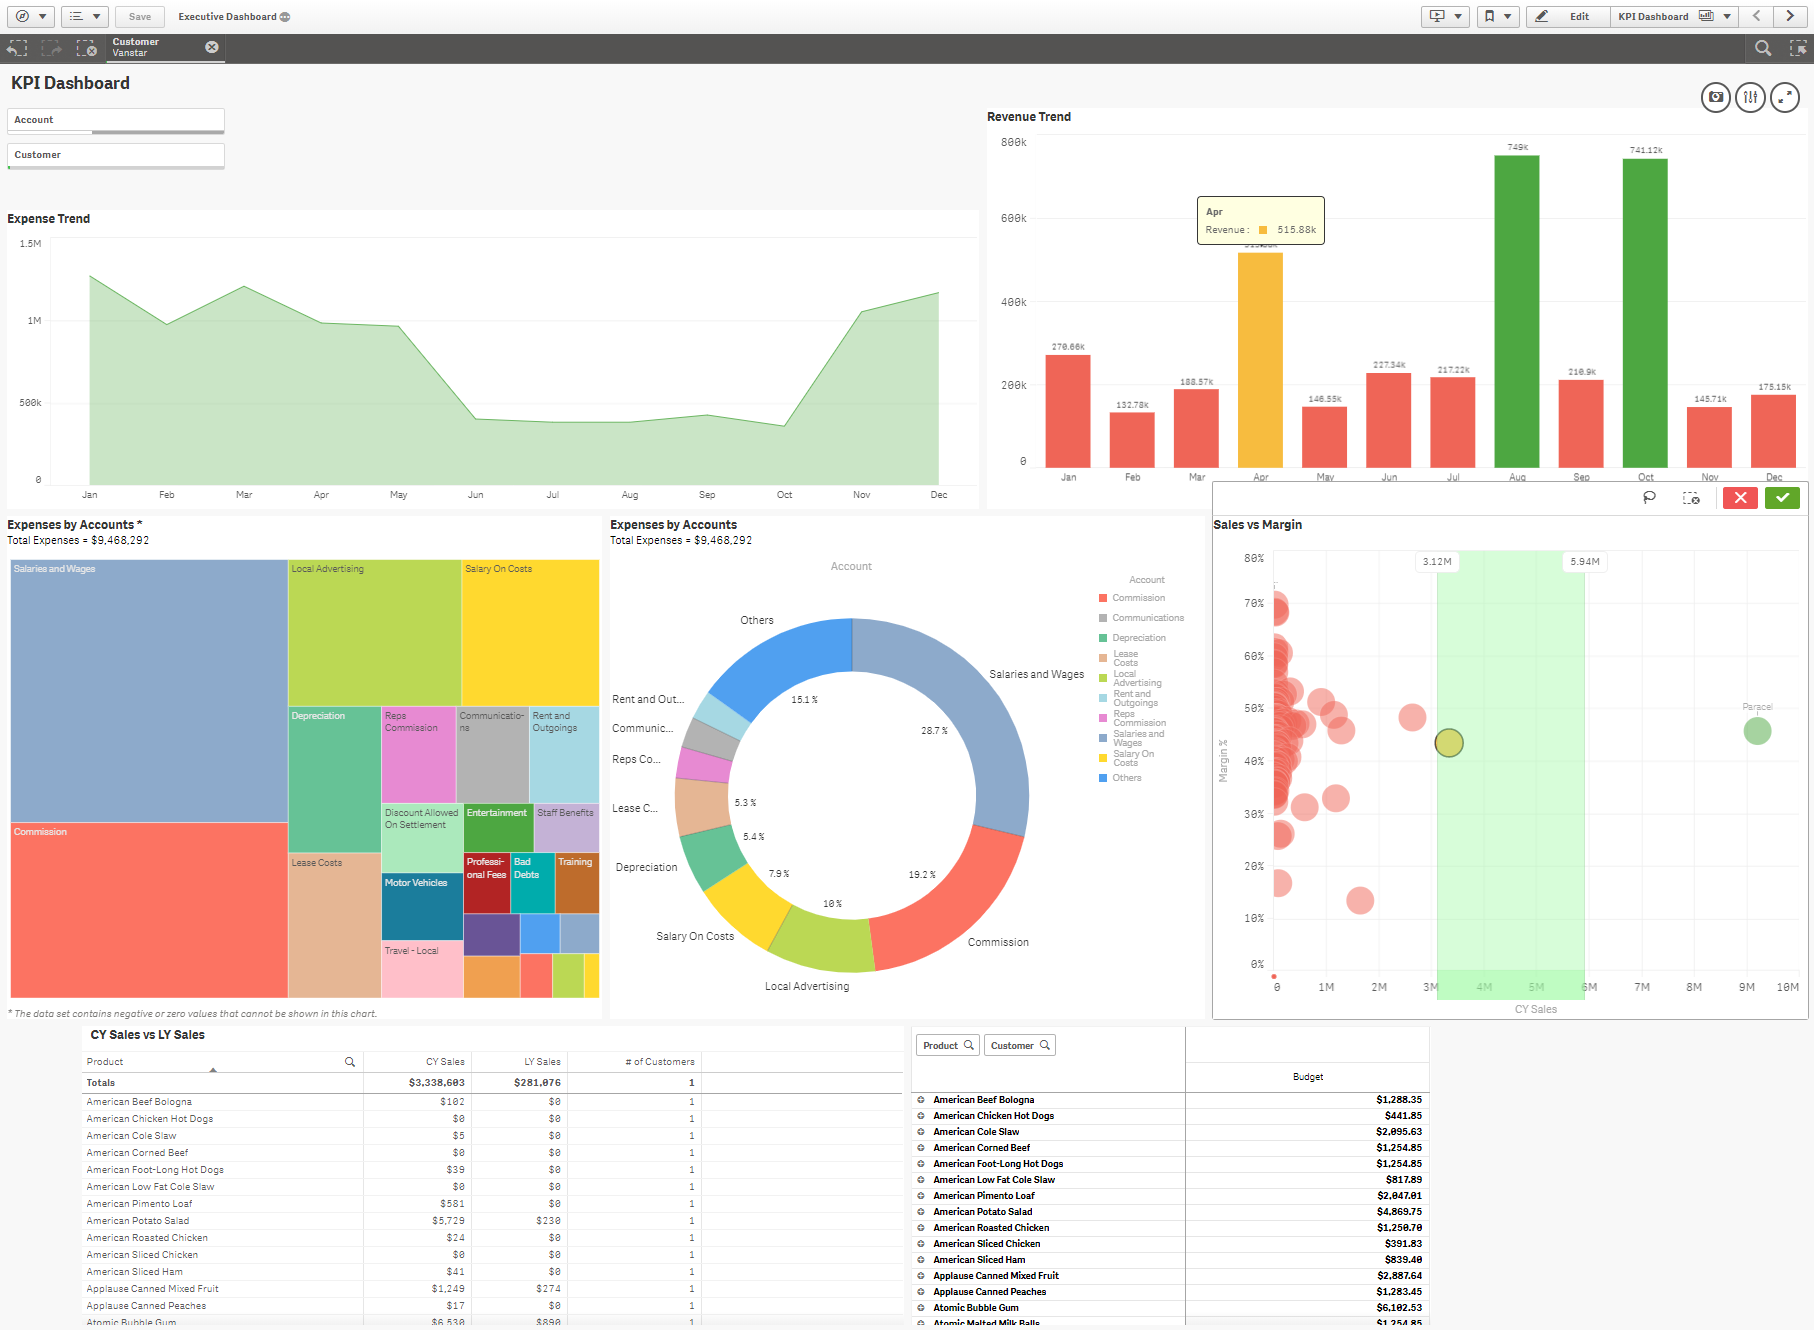 Save
Executive Dashboard
Edit
KPI Dashboard
Customer
Vanstar
KPI Dashboard
Account
Customer
Revenue Trend
800k
600k
400k
200k
0
749k
741.12k
Apr
Revenue : 515.88k
270.66k
132.78k
188.57k
146.55k
227.34k
217.22k
210.9k
145.71k
175.15k
Jan
Feb
Mar
Apr
May
Jun
Jul
Aug
Sep
Oct
Nov
Dec
Expense Trend
1.5M
1M
500k
0
Jan
Feb
Mar
Apr
May
Jun
Jul
Aug
Sep
Oct
Nov
Dec
Expenses by Accounts *
Total Expenses = $9,468,292
Salaries and Wages
Local Advertising
Salary On Costs
Depreciation
Reps
Commission
Communicatio-
ns
Rent and
Outgoings
Discount Allowed
On Settlement
Entertainment
Staff Benefits
Commission
Lease Costs
Professi-
onal Fees
Bad
Debts
Training
Motor Vehicles
Travel - Local
* The data set contains negative or zero values that cannot be shown in this chart.
Expenses by Accounts
Total Expenses = $9,468,292
Account
Others
Rent and Out...
Communic...
Reps Co...
Lease C...
Depreciation
Salary On Costs
Local Advertising
Commission
Salaries and Wages
15.1 %
28.7 %
5.3 %
5.4 %
7.9 %
10 %
19.2 %
Account
Commission
Communications
Depreciation
Lease
Costs
Local
Advertising
Rent and
Outgoings
Reps
Commission
Salaries and
Wages
Salary On
Costs
Others
Sales vs Margin
3.12M
5.94M
80%
70%
60%
50%
40%
30%
20%
10%
0%
Margin %
Paracel
0
1M
2M
3M
4M
5M
6M
7M
8M
9M
10M
CY Sales
CY Sales vs LY Sales
Product CY Sales LY Sales # of Customers
Totals $3,338,603 $281,076 1
American Beef Bologna $102 $0 1
American Chicken Hot Dogs $0 $0 1
American Cole Slaw $5 $0 1
American Corned Beef $0 $0 1
American Foot-Long Hot Dogs $39 $0 1
American Low Fat Cole Slaw $0 $0 1
American Pimento Loaf $581 $0 1
American Potato Salad $5,729 $230 1
American Roasted Chicken $24 $0 1
American Sliced Chicken $0 $0 1
American Sliced Ham $41 $0 1
Applause Canned Mixed Fruit $1,249 $274 1
Applause Canned Peaches $17 $0 1
Atomic Bubble Gum $6,530 $890 1
Product
Customer
Budget
American Beef Bologna $1,288.35
American Chicken Hot Dogs $441.85
American Cole Slaw $2,095.63
American Corned Beef $1,254.85
American Foot-Long Hot Dogs $1,254.85
American Low Fat Cole Slaw $817.89
American Pimento Loaf $2,047.01
American Potato Salad $4,869.75
American Roasted Chicken $1,250.70
American Sliced Chicken $391.83
American Sliced Ham $839.40
Applause Canned Mixed Fruit $2,887.64
Applause Canned Peaches $1,283.45
Atomic Bubble Gum $6,102.53
Atomic Malted Milk Balls $1,254.85